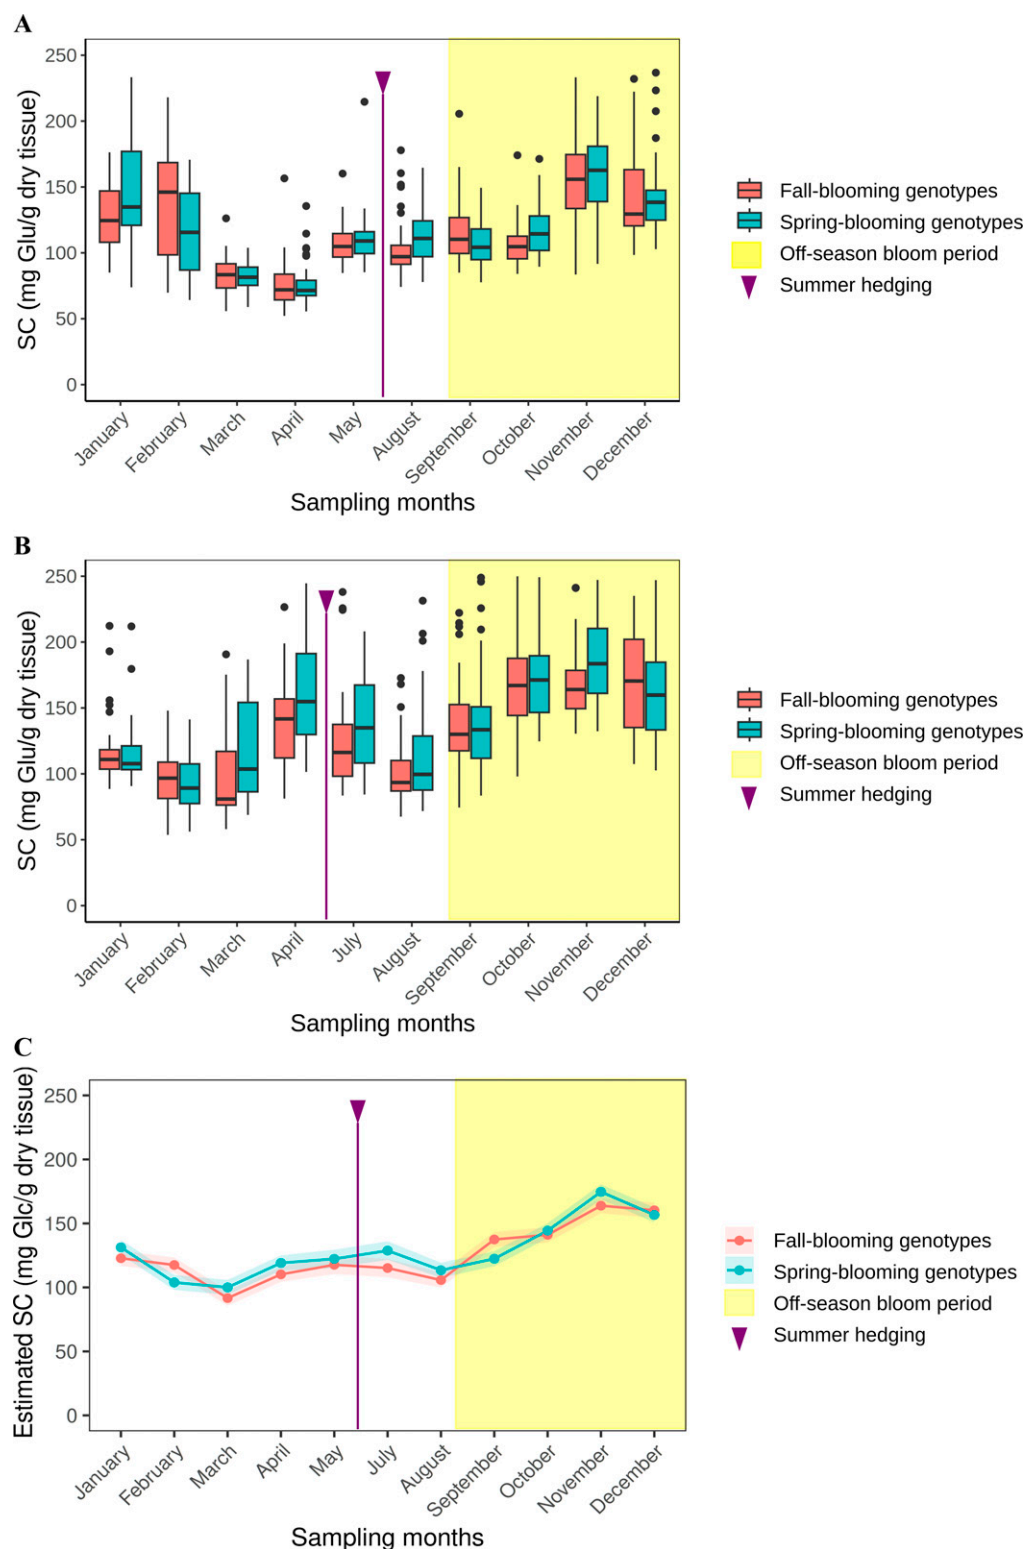 A
SC (mg Glu/g dry tissue)
250
200
150
100
50
0
January
February
March
April
May
August
September
October
November
December
Sampling months
Fall-blooming genotypes
Spring-blooming genotypes
Off-season bloom period
Summer hedging
B
SC (mg Glu/g dry tissue)
250
200
150
100
50
0
January
February
March
April
July
August
September
October
November
December
Sampling months
Fall-blooming genotypes
Spring-blooming genotypes
Off-season bloom period
Summer hedging
C
Estimated SC (mg Glc/g dry tissue)
250
200
150
100
50
0
January
February
March
April
May
July
August
September
October
November
December
Sampling months
Fall-blooming genotypes
Spring-blooming genotypes
Off-season bloom period
Summer hedging